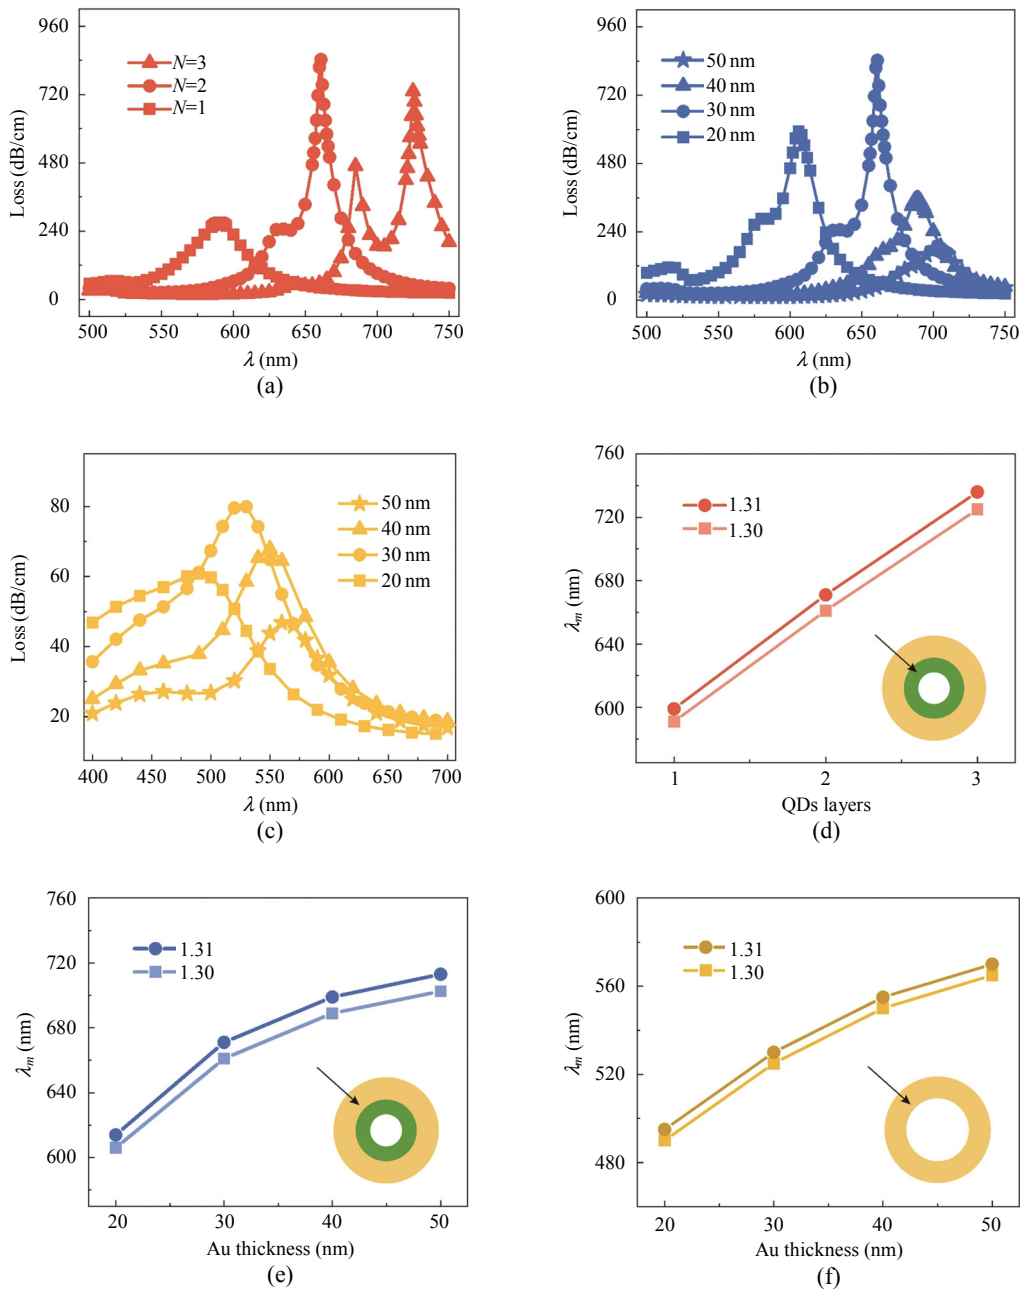 960
720
480
240
0
Loss (dB/cm)
N=3
N=2
N=1
500 550 600 650 700 750
λ (nm)
(a)
960
720
480
240
0
Loss (dB/cm)
50 nm
40 nm
30 nm
20 nm
500 550 600 650 700 750
λ (nm)
(b)
80
60
40
20
Loss (dB/cm)
50 nm
40 nm
30 nm
20 nm
400 450 500 550 600 650 700
λ (nm)
(c)
760
720
680
640
600
λm (nm)
1.31
1.30
1 2 3
QDs layers
(d)
760
720
680
640
600
λm (nm)
1.31
1.30
20 30 40 50
Au thickness (nm)
(e)
600
560
520
480
λm (nm)
1.31
1.30
20 30 40 50
Au thickness (nm)
(f)